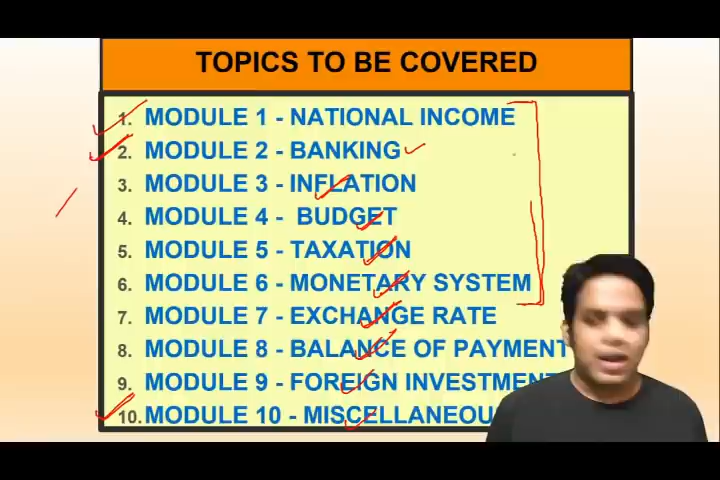 TOPICS TO BE COVERED
1. MODULE 1 - NATIONAL INCOME
2. MODULE 2 - BANKING
3. MODULE 3 - INFLATION
4. MODULE 4 - BUDGET
5. MODULE 5 - TAXATION
6. MODULE 6 - MONETARY SYSTEM
7. MODULE 7 - EXCHANGE RATE
8. MODULE 8 - BALANCE OF PAYMENT
9. MODULE 9 - FOREIGN INVESTMENT
10. MODULE 10 - MISCELLANEOU